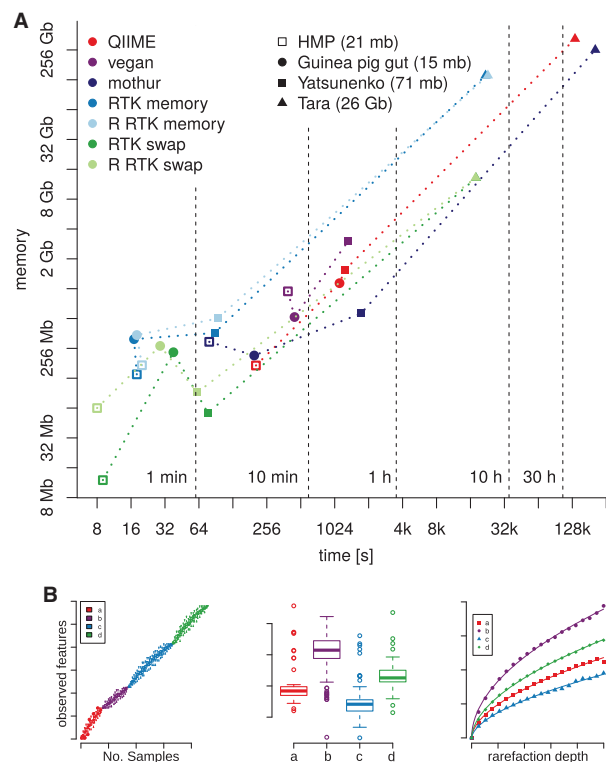 A
QIIME
vegan
mothur
RTK memory
R RTK memory
RTK swap
R RTK swap
HMP (21 mb)
Guinea pig gut (15 mb)
Yatsunenko (71 mb)
Tara (26 Gb)
memory
256 Gb
32 Gb
8 Gb
2 Gb
256 Mb
32 Mb
8 Mb
1 min
10 min
1 h
10 h
30 h
8 16 32 64 256 1024 4k 8k 32k 128k
time [s]
B
observed features
a
b
c
d
No. Samples
a b c d
a
b
c
d
rarefaction depth